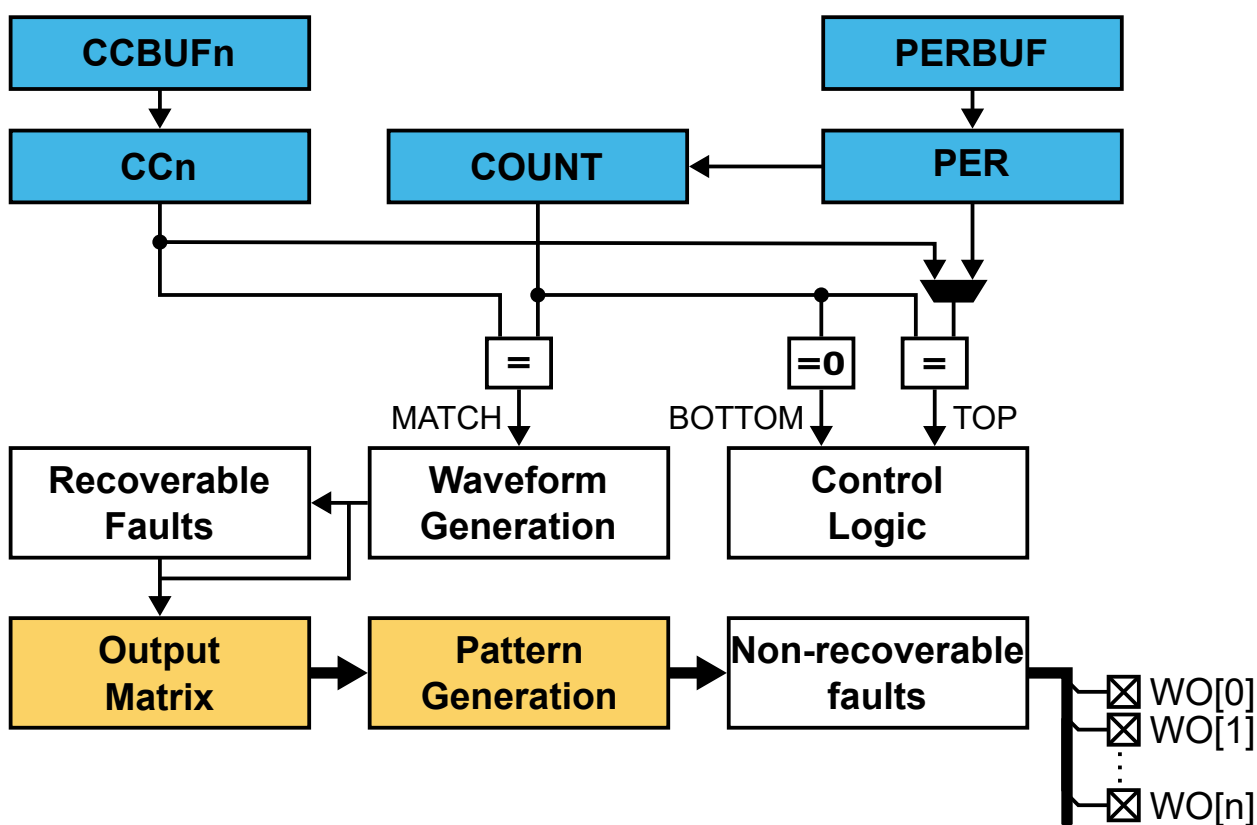 CCBUFn
PERBUF
CCn
COUNT
PER
=
=0
=
MATCH
BOTTOM
TOP
Recoverable
Faults
Waveform
Generation
Control
Logic
Output
Matrix
Pattern
Generation
Non-recoverable
faults
WO[0]
WO[1]
WO[n]